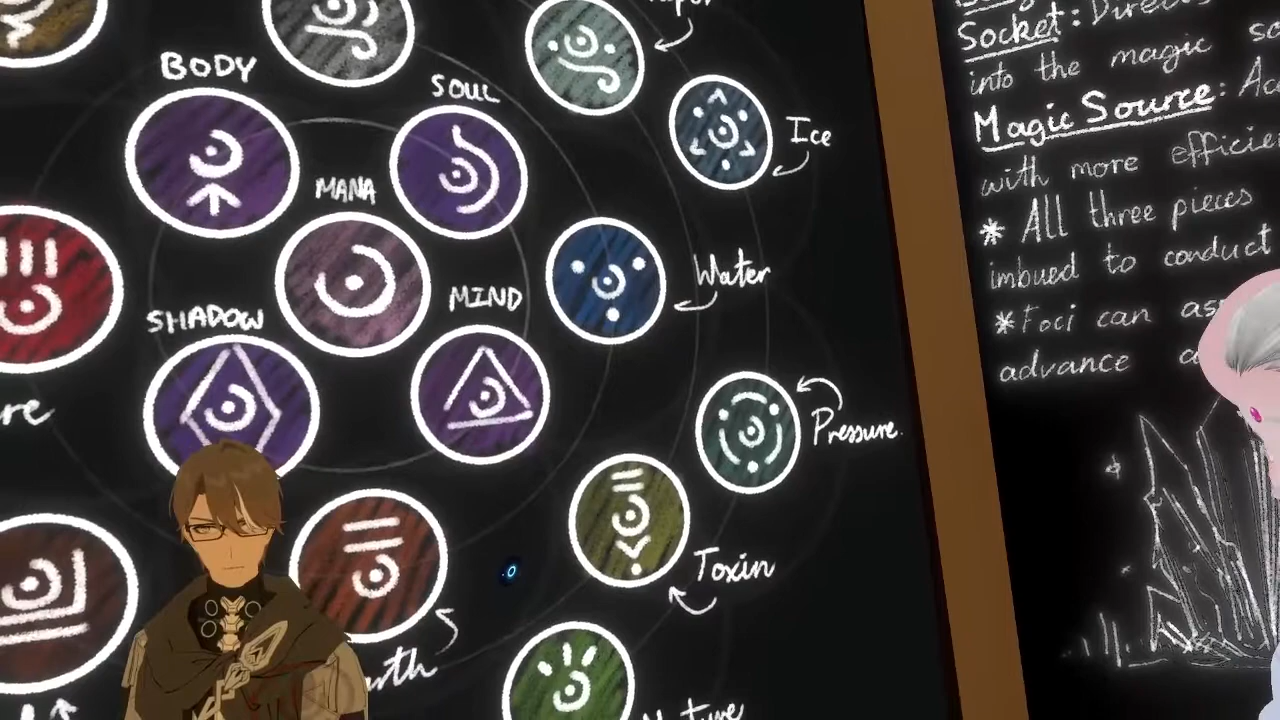 BODY
SOUL
MANA
MIND
SHADOW
Ice
Water
Pressure
Toxin
Socket:
into the magic
Magic Source:
with more
* All three pieces
imbued to conduct
*Foci can
advance